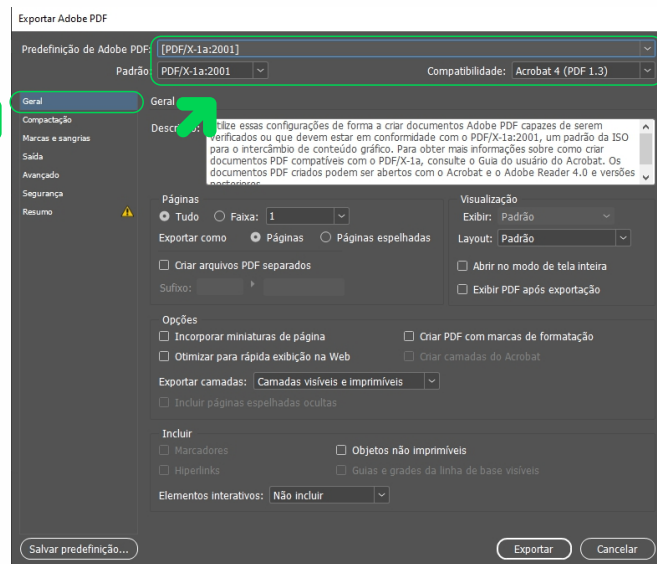 Exportar Adobe PDF
Predefinição de Adobe PDF: [PDF/X-1a:2001]
Padrão: PDF/X-1a:2001 Compatibilidade: Acrobat 4 (PDF 1.3)
Geral
Compactação
Marcas e sangrias
Saída
Avançado
Segurança
Resumo
Geral
tilize essas configurações de forma a criar documentos Adobe PDF capazes de serem
verificados ou que devem estar em conformidade com o PDF/X-1a:2001, um padrão da ISO
para o intercâmbio de conteúdo gráfico. Para obter mais informações sobre como criar
documentos PDF compatíveis com o PDF/X-1a, consulte o Guia do usuário do Acrobat. Os
documentos PDF criados podem ser abertos com o Acrobat e o Adobe Reader 4.0 e versões
posteriores
Páginas
Tudo Faixa: 1
Exportar como Páginas Páginas espelhadas
Criar arquivos PDF separados
Sufixo:
Visualização
Exibir: Padrão
Layout: Padrão
Abrir no modo de tela inteira
Exibir PDF após exportação
Opções
Incorporar miniaturas de página Criar PDF com marcas de formatação
Otimizar para rápida exibição na Web Criar camadas do Acrobat
Exportar camadas: Camadas visíveis e imprimíveis
Incluir páginas espelhadas ocultas
Incluir
Marcadores Objetos não imprimíveis
Hiperlinks Guias e grades da linha de base visíveis
Elementos interativos: Não incluir
Salvar predefinição... Exportar Cancelar